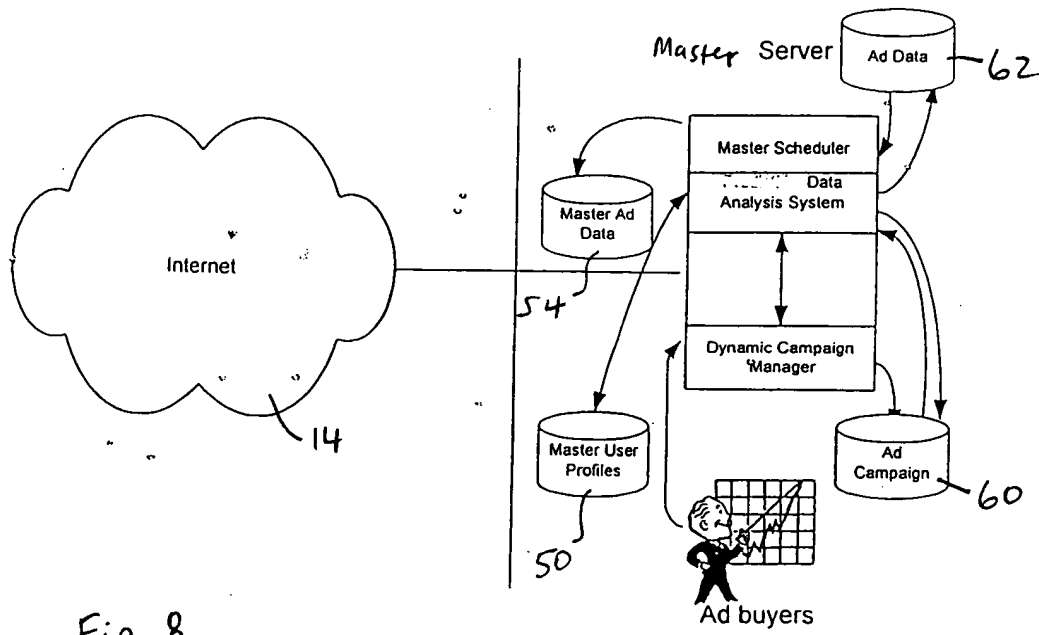 Master Server
Ad Data
62
Master Scheduler
Data
Analysis System
Master Ad
Data
Internet
54
Dynamic Campaign
Manager
14
Master User
Profiles
Ad
Campaign
60
50
Ad buyers
Fig. 8